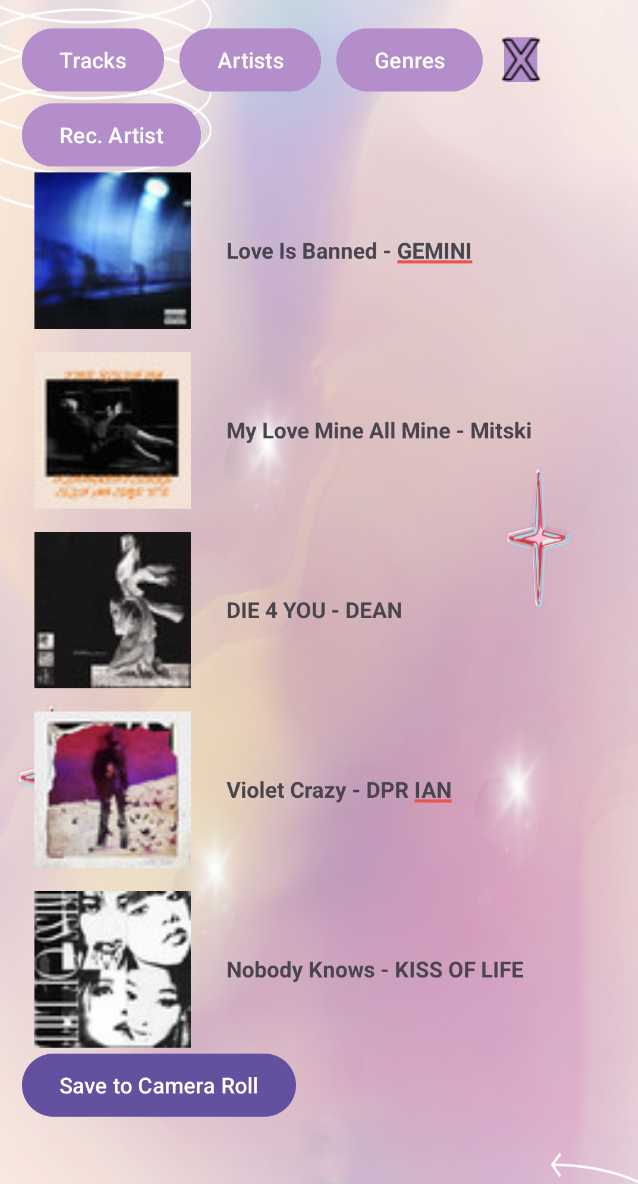 Tracks
Artists
Genres
X
Rec. Artist
Love Is Banned - GEMINI
My Love Mine All Mine - Mitski
DIE 4 YOU - DEAN
Violet Crazy - DPR IAN
Nobody Knows - KISS OF LIFE
Save to Camera Roll